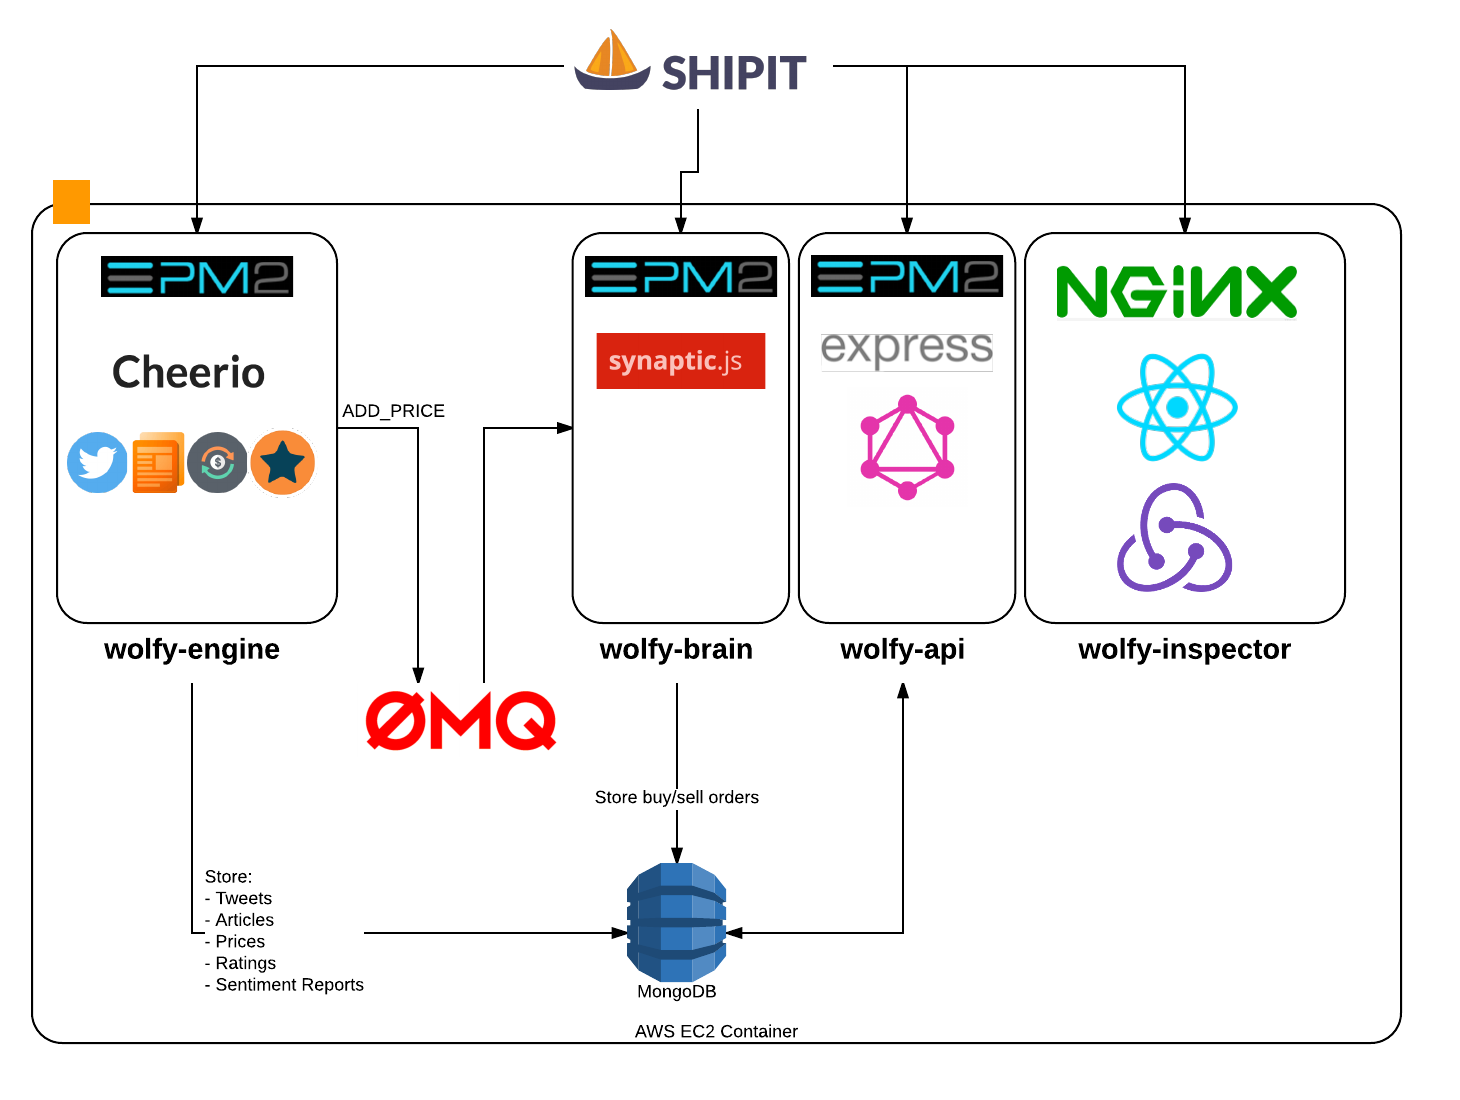 SHIPIT
PM2
PM2
PM2
NGINX
Cheerio
synaptic.js
express
ADD_PRICE
wolfy-engine
wolfy-brain
wolfy-api
wolfy-inspector
ØMQ
Store buy/sell orders
Store:
- Tweets
- Articles
- Prices
- Ratings
- Sentiment Reports
MongoDB
AWS EC2 Container